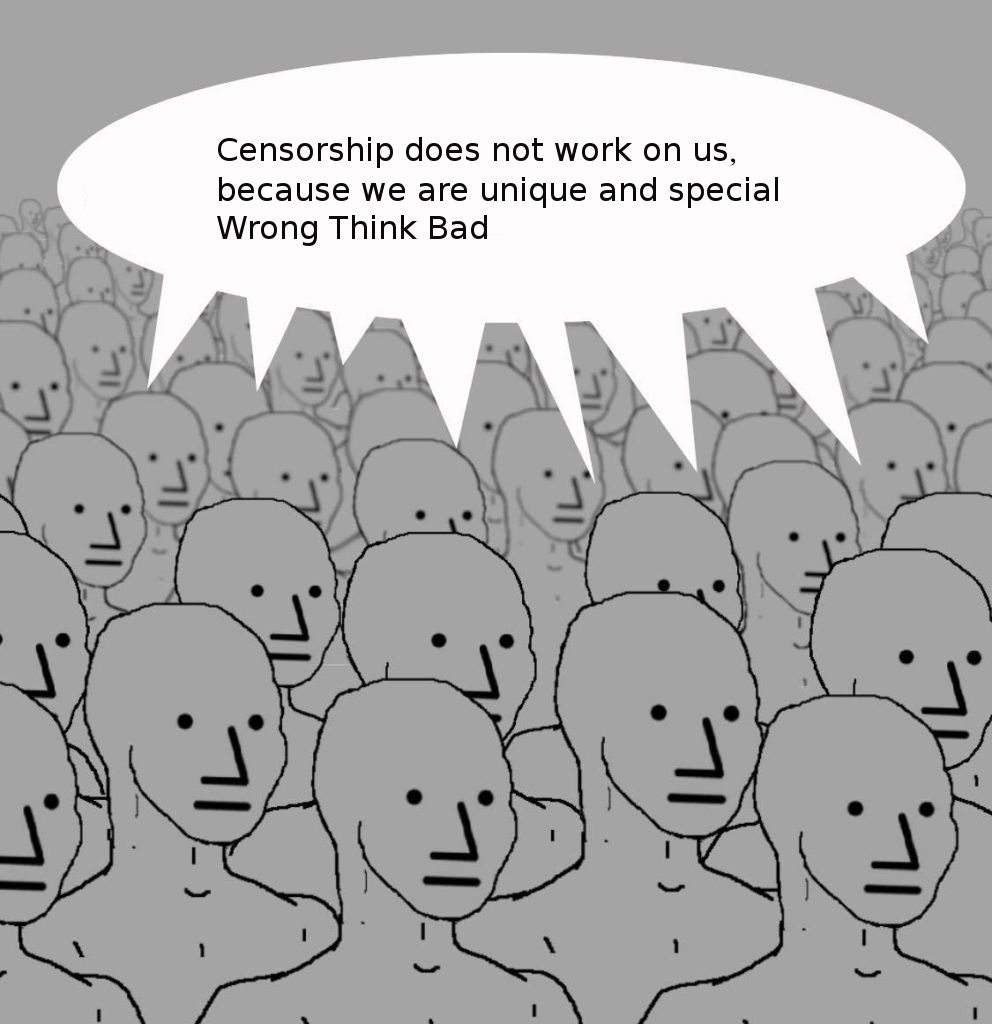 Censorship does not work on us,
because we are unique and special
Wrong Think Bad